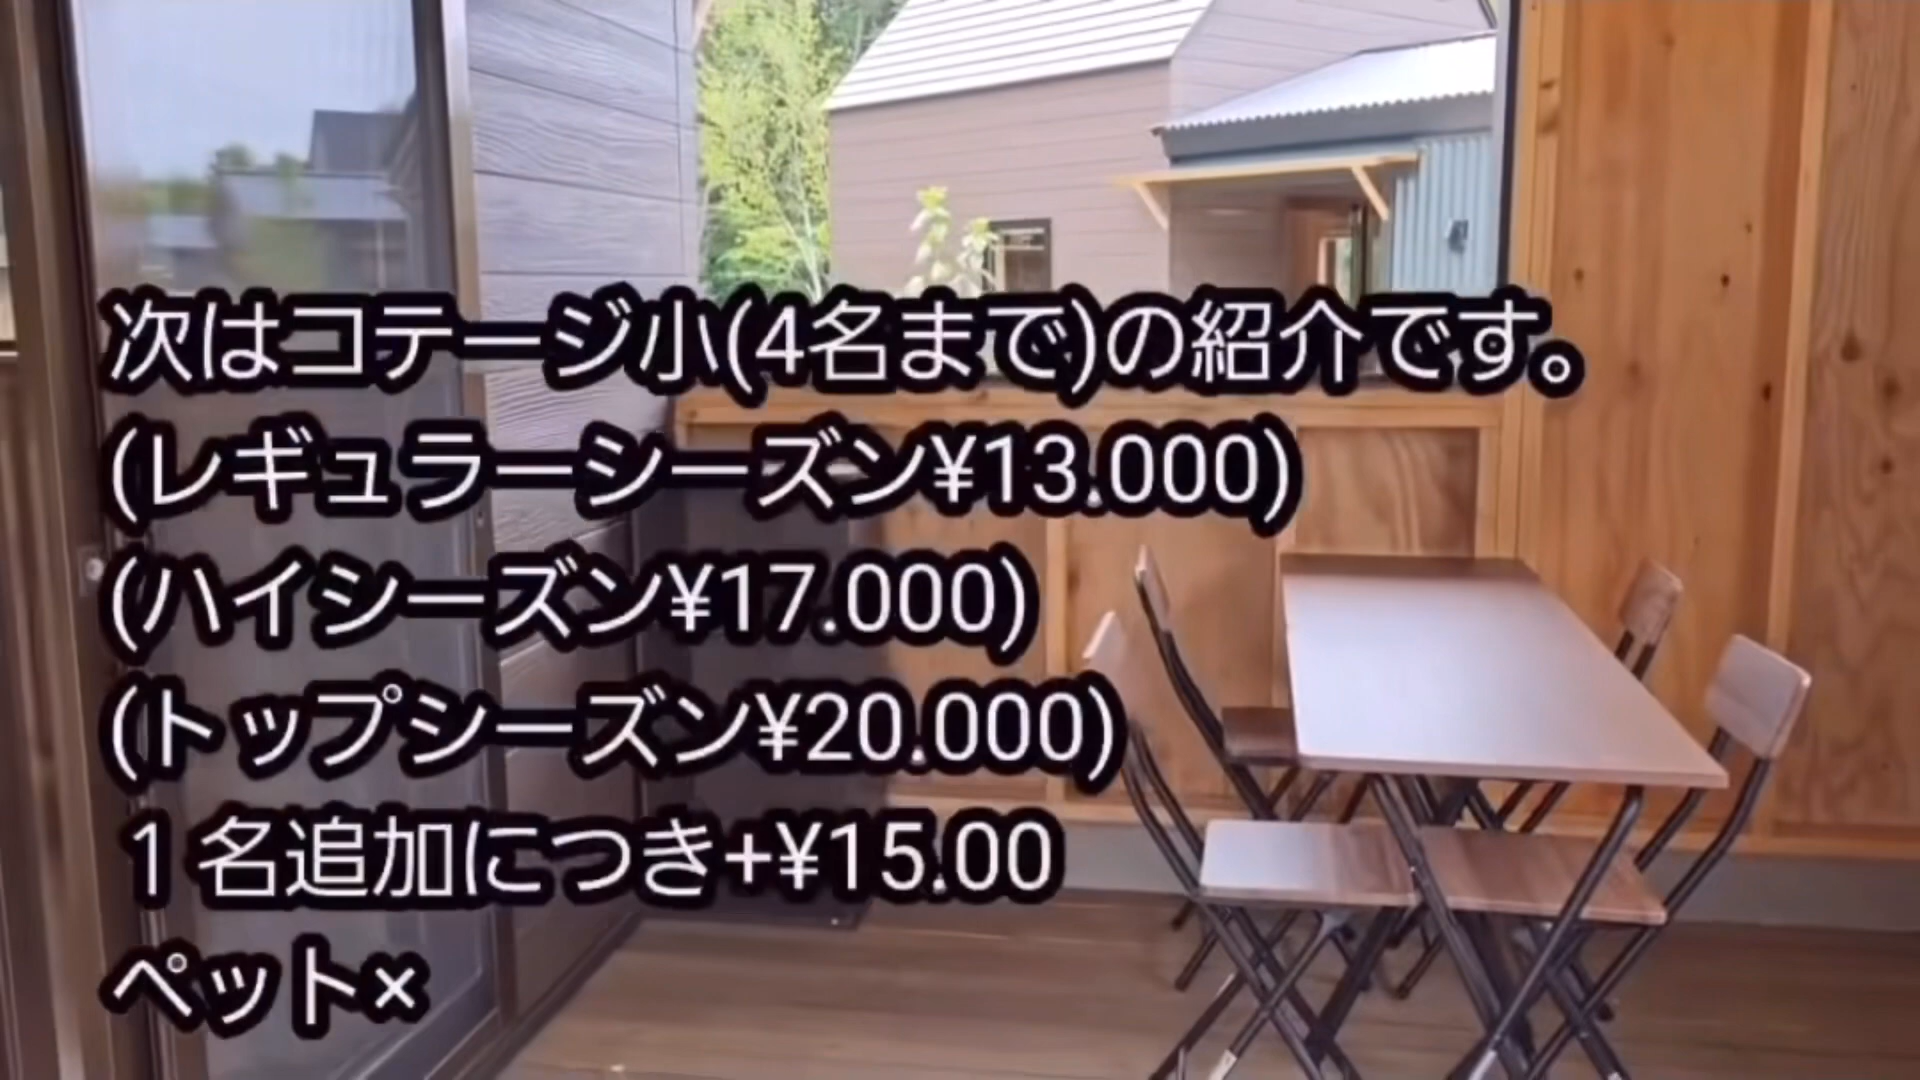 次はコテージ小(4名まで)の紹介です。
(レギュラーシーズン¥13.000)
(ハイシーズン¥17.000)
(トップシーズン¥20.000)
１名追加につき+¥15.00
ペット×